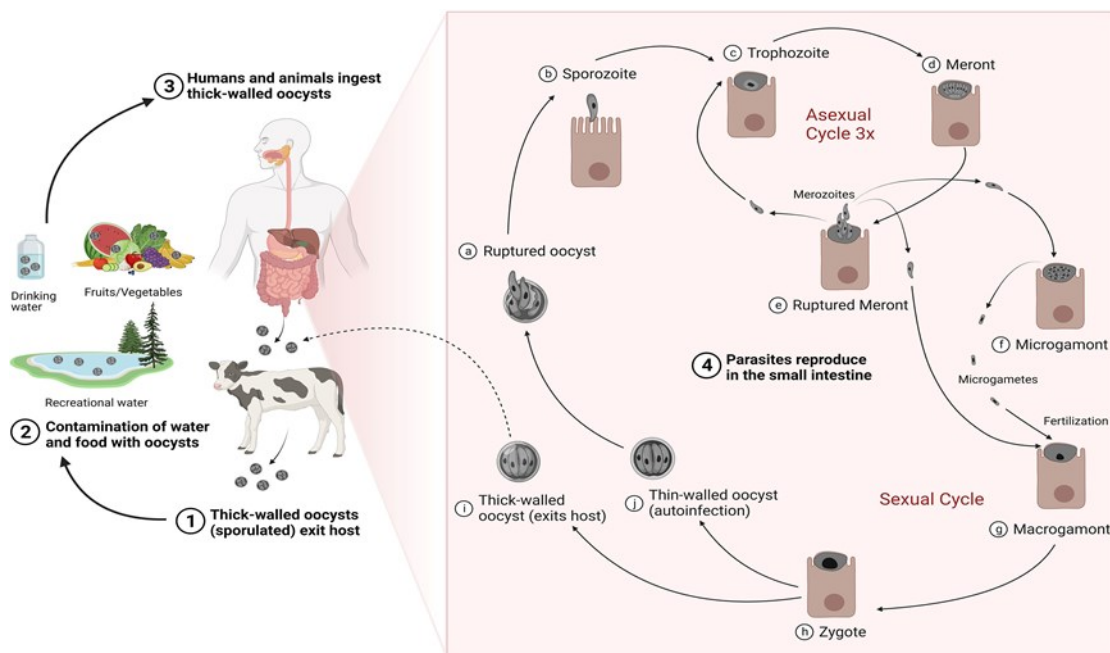 3 Humans and animals ingest
thick-walled oocysts
Drinking
water
Fruits/Vegetables
Recreational water
2 Contamination of water
and food with oocysts
1 Thick-walled oocysts
(sporulated) exit host
a Ruptured oocyst
b Sporozoite
c Trophozoite
d Meront
Asexual
Cycle 3x
Merozoites
e Ruptured Meront
f Microgamont
4 Parasites reproduce
in the small intestine
Microgametes
Fertilization
Sexual Cycle
g Macrogamont
h Zygote
i Thick-walled
oocyst (exits host)
j Thin-walled oocyst
(autoinfection)